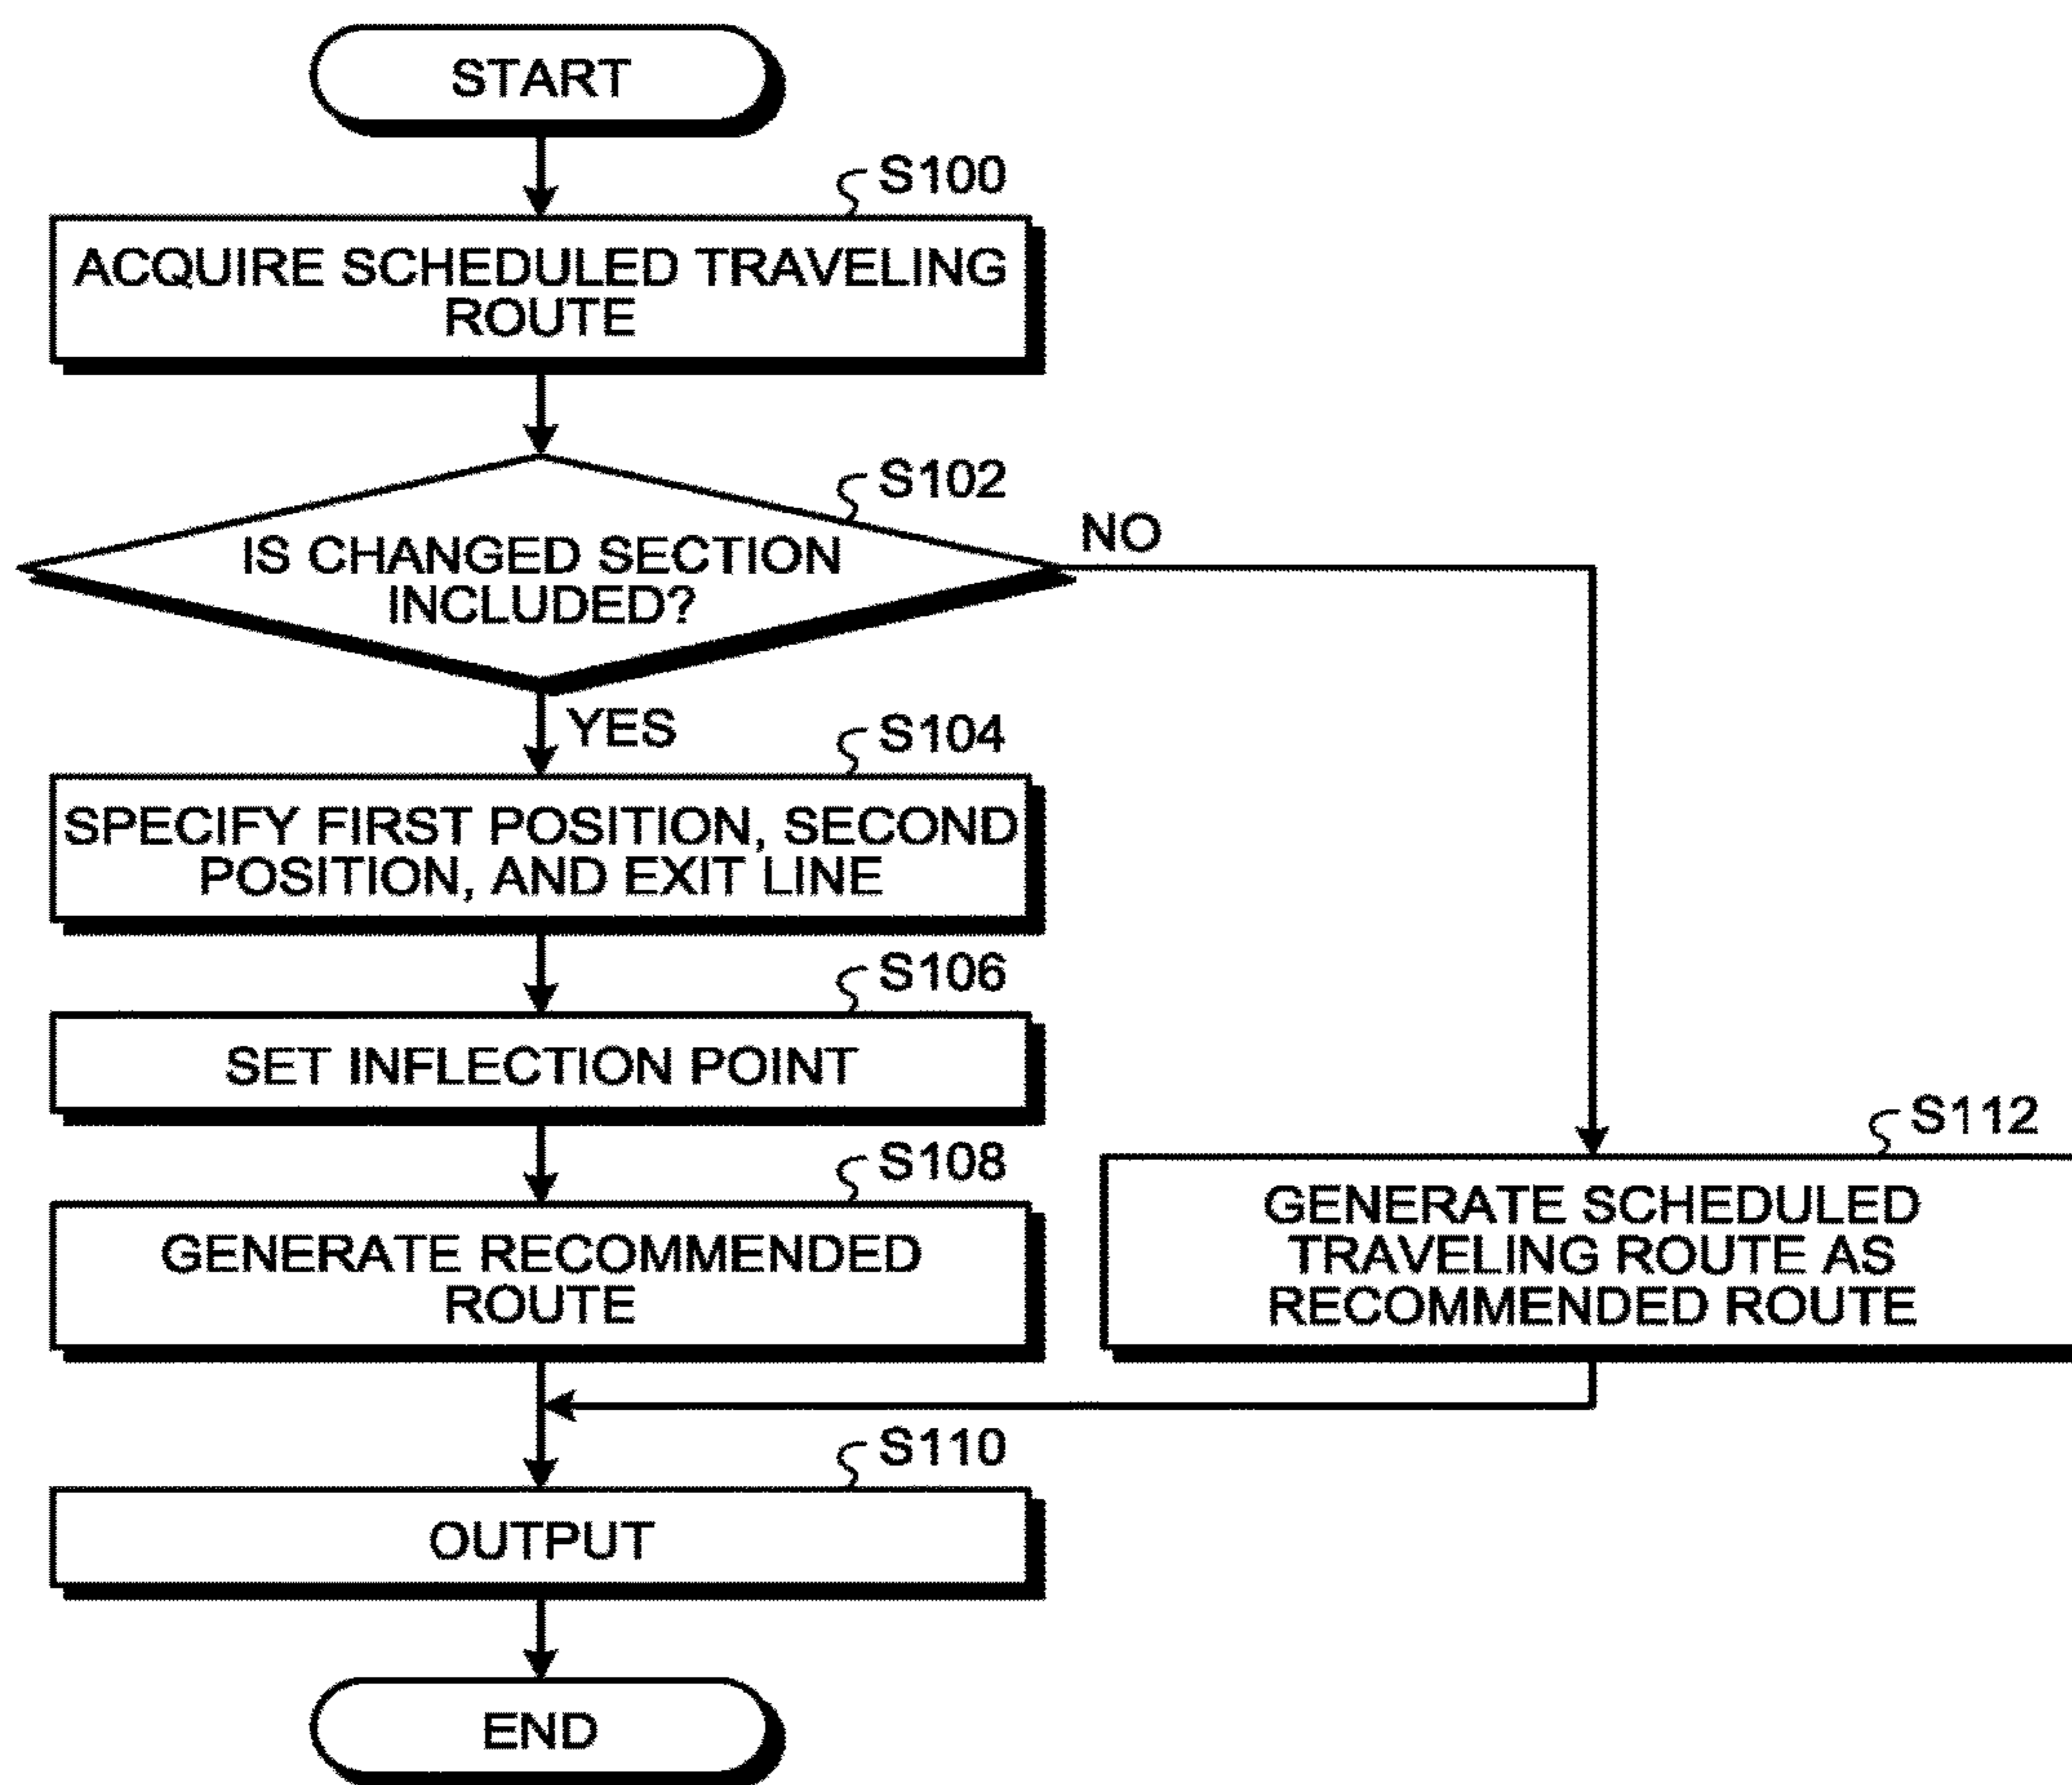 START
S100
ACQUIRE SCHEDULED TRAVELING
ROUTE
S102
IS CHANGED SECTION
INCLUDED?
NO
YES
S104
SPECIFY FIRST POSITION, SECOND
POSITION, AND EXIT LINE
S106
SET INFLECTION POINT
S108
GENERATE RECOMMENDED
ROUTE
S112
GENERATE SCHEDULED
TRAVELING ROUTE AS
RECOMMENDED ROUTE
S110
OUTPUT
END